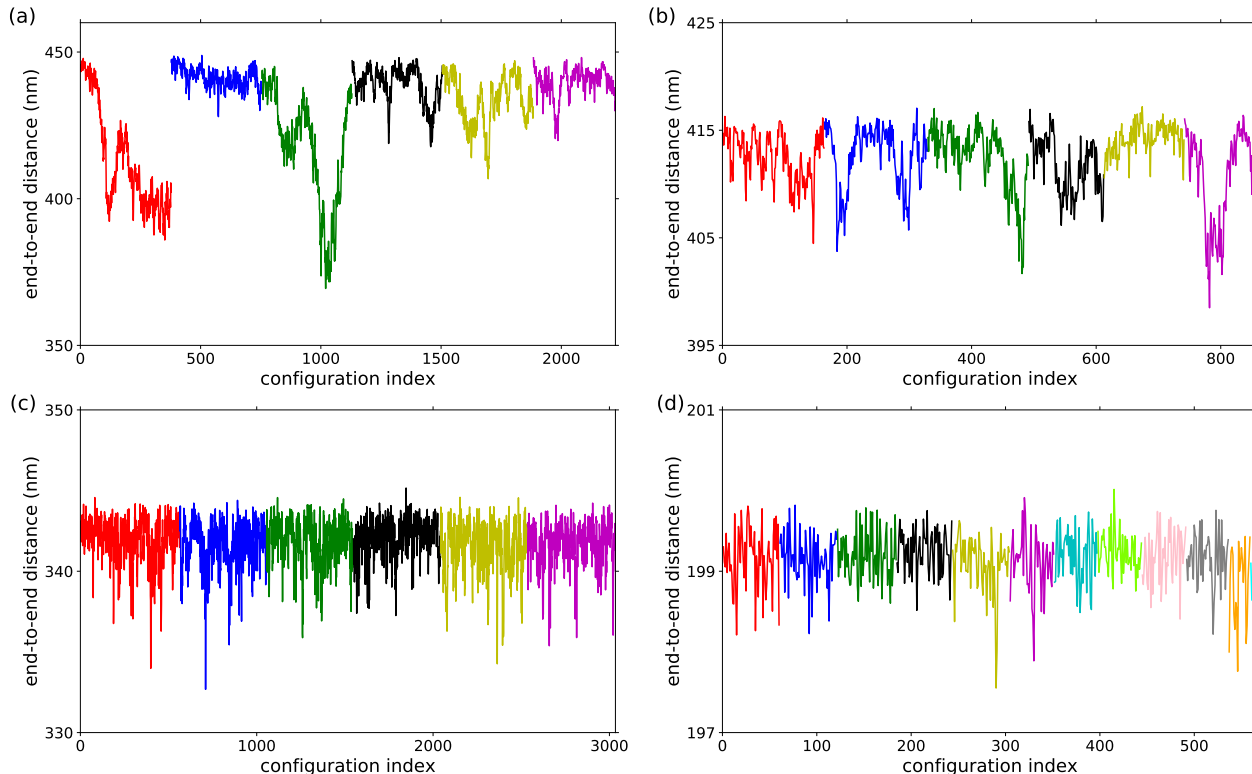 (a)
end-to-end distance (nm)
450
400
350
0 500 1000 1500 2000
configuration index
(b)
end-to-end distance (nm)
425
415
405
395
0 200 400 600 800
configuration index
(c)
end-to-end distance (nm)
350
340
330
0 1000 2000 3000
configuration index
(d)
end-to-end distance (nm)
201
199
197
0 100 200 300 400 500
configuration index